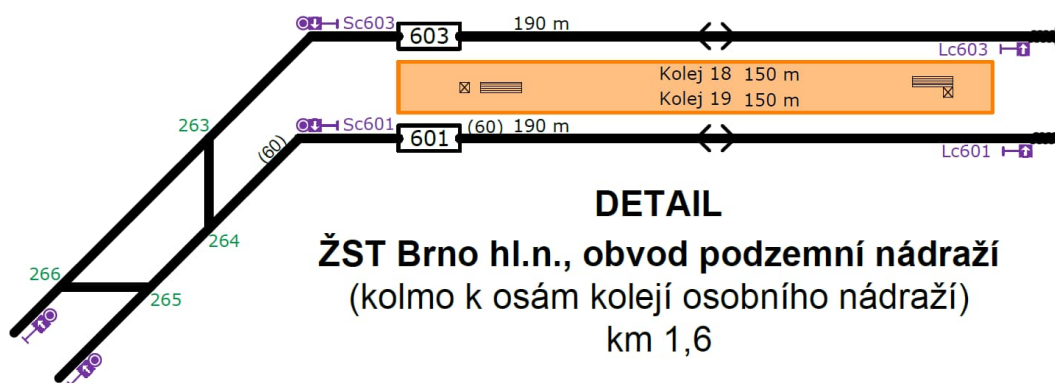 Sc603
603
190 m
Lc603
Kolej 18 150 m
Kolej 19 150 m
263
Sc601
601
(60) 190 m
(60)
Lc601
264
DETAIL
ŽST Brno hl.n., obvod podzemní nádraží
266
265
(kolmo k osám kolejí osobního nádraží)
km 1,6